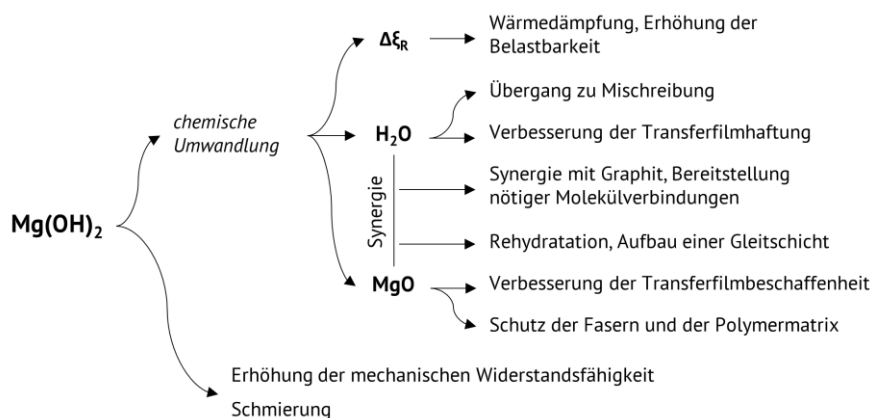 Δξ_R
Wärmedämpfung, Erhöhung der
Belastbarkeit
chemische
Umwandlung
H₂O
Übergang zu Mischreibung
Verbesserung der Transferfilmhaftung
Synergie
Synergie mit Graphit, Bereitstellung
nötiger Molekülverbindungen
Mg(OH)₂
Rehydratation, Aufbau einer Gleitschicht
MgO
Verbesserung der Transferfilmbeschaffenheit
Schutz der Fasern und der Polymermatrix
Erhöhung der mechanischen Widerstandsfähigkeit
Schmierung